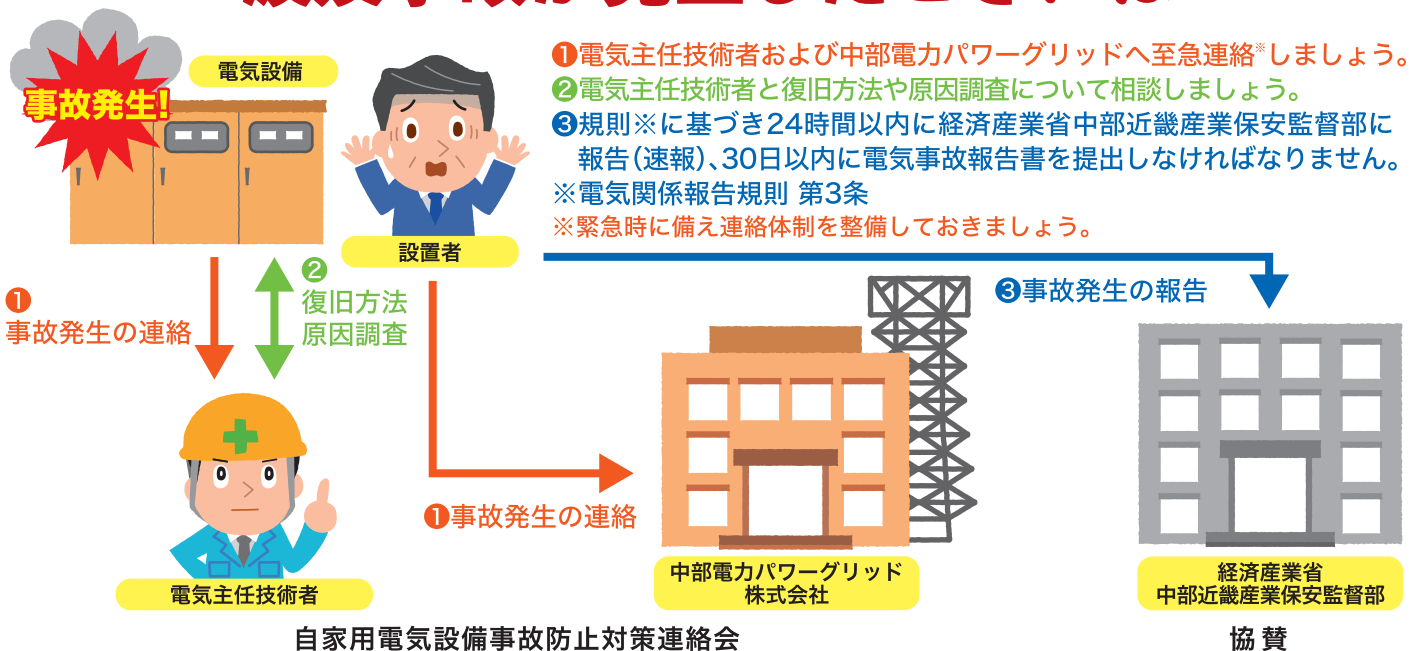 事故発生!
電気設備
❶電気主任技術者および中部電力パワーグリッドへ至急連絡※しましょう。
❷電気主任技術者と復旧方法や原因調査について相談しましょう。
❸規則※に基づき24時間以内に経済産業省中部近畿産業保安監督部に
報告(速報)、30日以内に電気事故報告書を提出しなければなりません。
※電気関係報告規則 第3条
※緊急時に備え連絡体制を整備しておきましょう。
設置者
❶
事故発生の連絡
❷
復旧方法
原因調査
❸事故発生の報告
❶事故発生の連絡
電気主任技術者
中部電力パワーグリッド
株式会社
経済産業省
中部近畿産業保安監督部
自家用電気設備事故防止対策連絡会
協賛